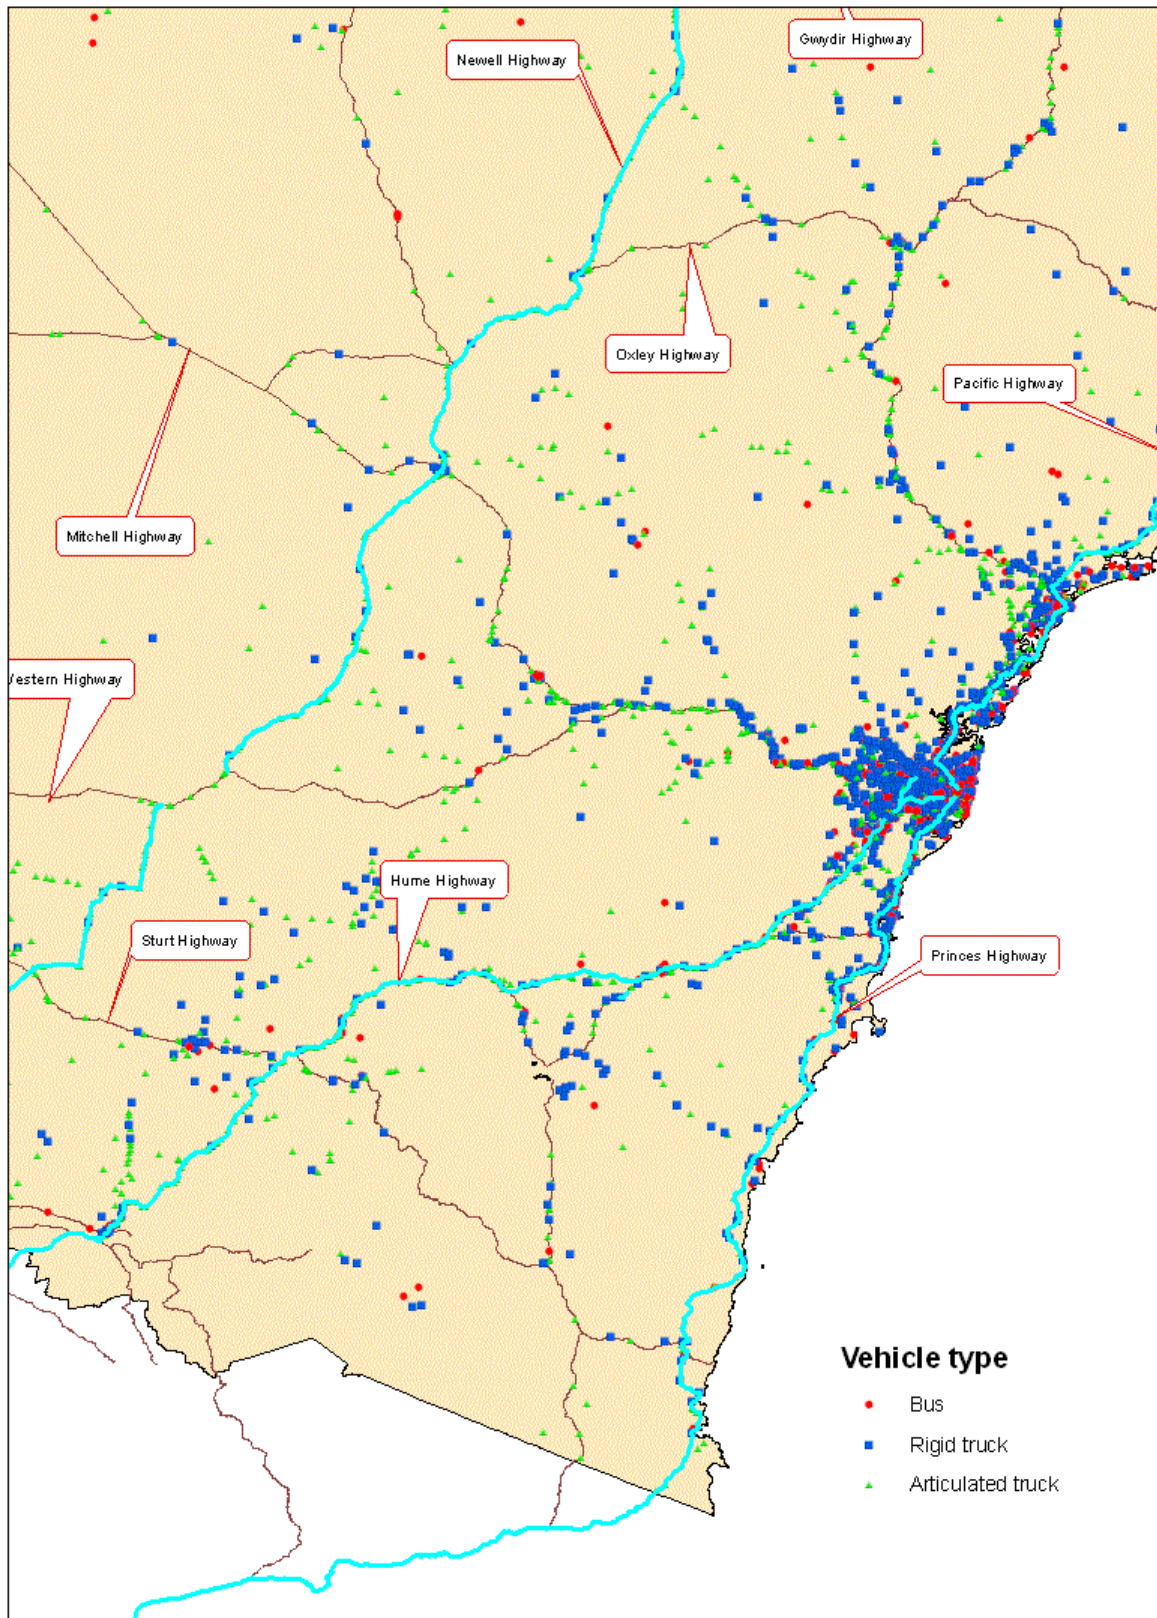 Gwydir Highway
Newell Highway
Oxley Highway
Pacific Highway
Mitchell Highway
Western Highway
Hume Highway
Sturt Highway
Princes Highway
Vehicle type
Bus
Rigid truck
Articulated truck